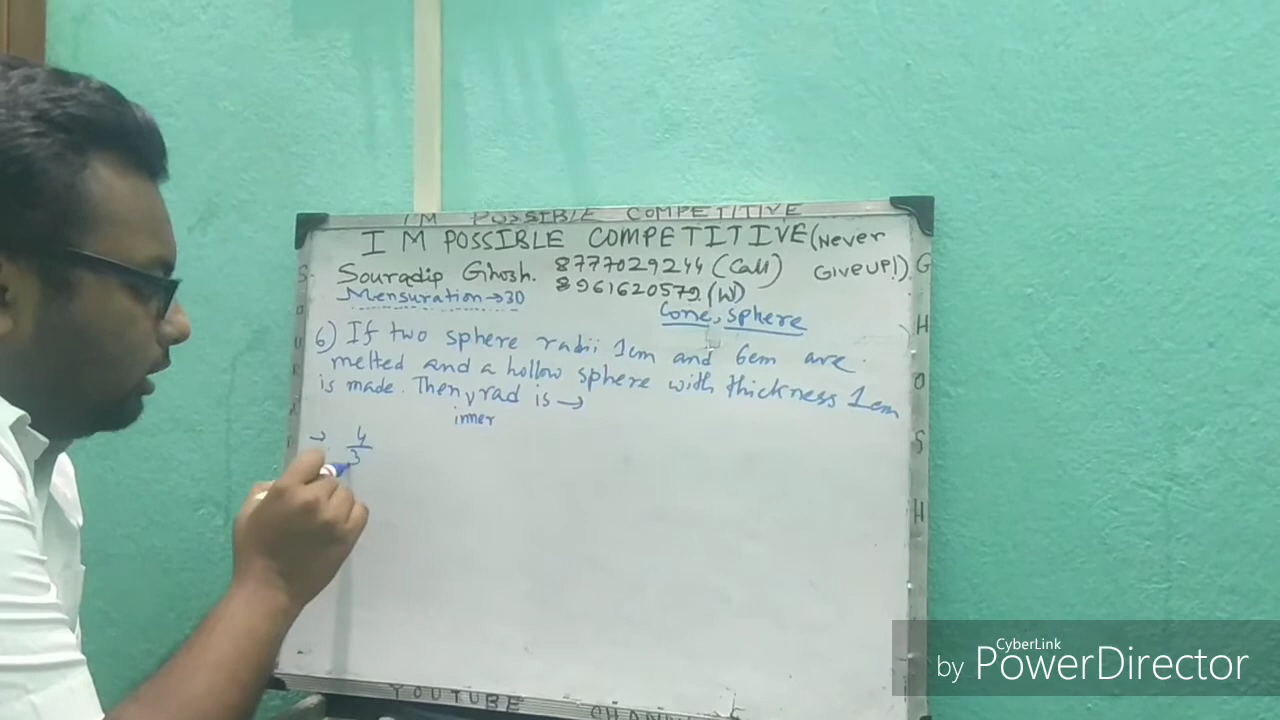 I M POSSIBLE COMPETITIVE
I M POSSIBLE COMPETITIVE (Never Give up!).
Souradip Ghosh. 8777029244 (Call)
8961620579. (W)
Mensuration → 3D
Cone, sphere
6) If two sphere radii 1cm and 6cm are
melted and a hollow sphere with thickness 1cm
is made. Then inner rad is →
→ 4
3
YOUTUBE
G
H
O
S
H
CyberLink
by PowerDirector